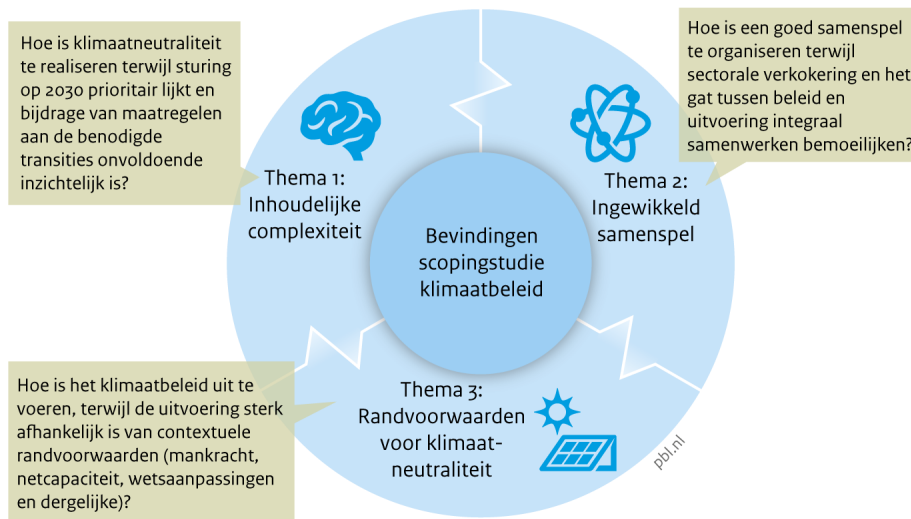 Hoe is klimaatneutraliteit
te realiseren terwijl sturing
op 2030 prioritair lijkt en
bijdrage van maatregelen
aan de benodigde
transities onvoldoende
inzichtelijk is?
Hoe is een goed samenspel
te organiseren terwijl
sectorale verkokering en het
gat tussen beleid en
uitvoering integraal
samenwerken bemoeilijken?
Thema 1:
Inhoudelijke
complexiteit
Thema 2:
Ingewikkeld
samenspel
Bevindingen
scopingstudie
klimaatbeleid
Hoe is het klimaatbeleid uit te
voeren, terwijl de uitvoering sterk
afhankelijk is van contextuele
randvoorwaarden (mankracht,
netcapaciteit, wetsaanpassingen
en dergelijke)?
Thema 3:
Randvoorwaarden
voor klimaat-
neutraliteit
pbl.nl